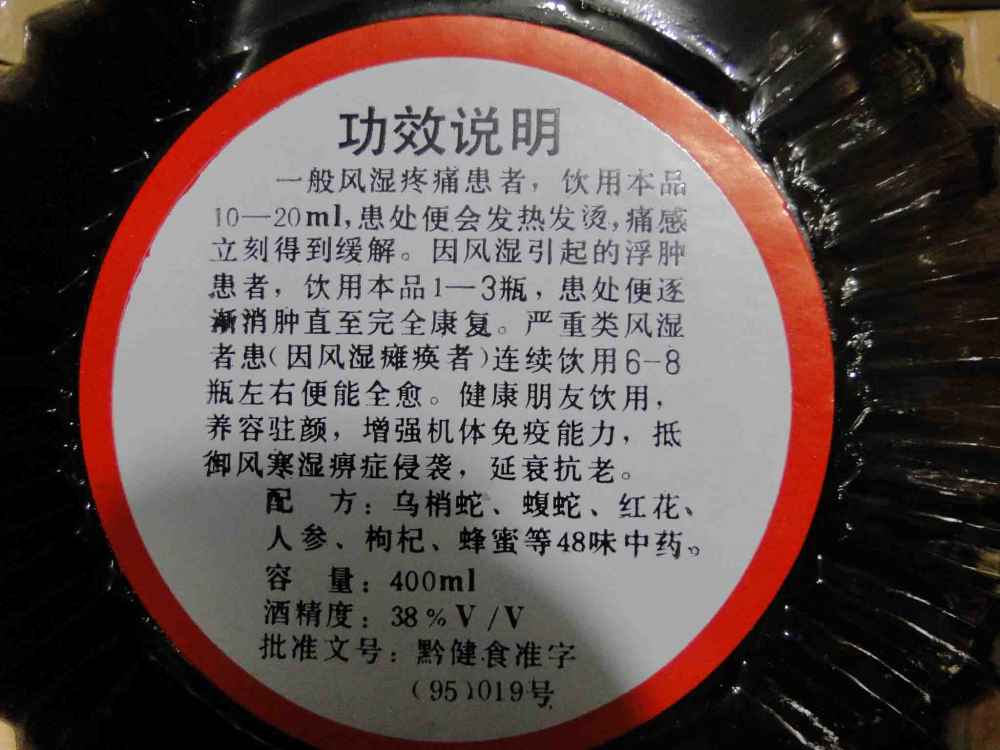 功效说明
一般风湿疼痛患者，饮用本品
10—20ml,患处便会发热发烫,痛感
立刻得到缓解。因风湿引起的浮肿
患者，饮用本品1—3瓶，患处便逐
渐消肿直至完全康复。严重类风湿
者患(因风湿瘫痪者)连续饮用6-8
瓶左右便能全愈。健康朋友饮用，
养容驻颜，增强机体免疫能力，抵
御风寒湿痹症侵袭，延衰抗老。
配 方：乌梢蛇、蝮蛇、红花、
人参、枸杞、蜂蜜等48味中药。
容 量：400ml
酒精度：38%V/V
批准文号：黔健食准字
(95)019号